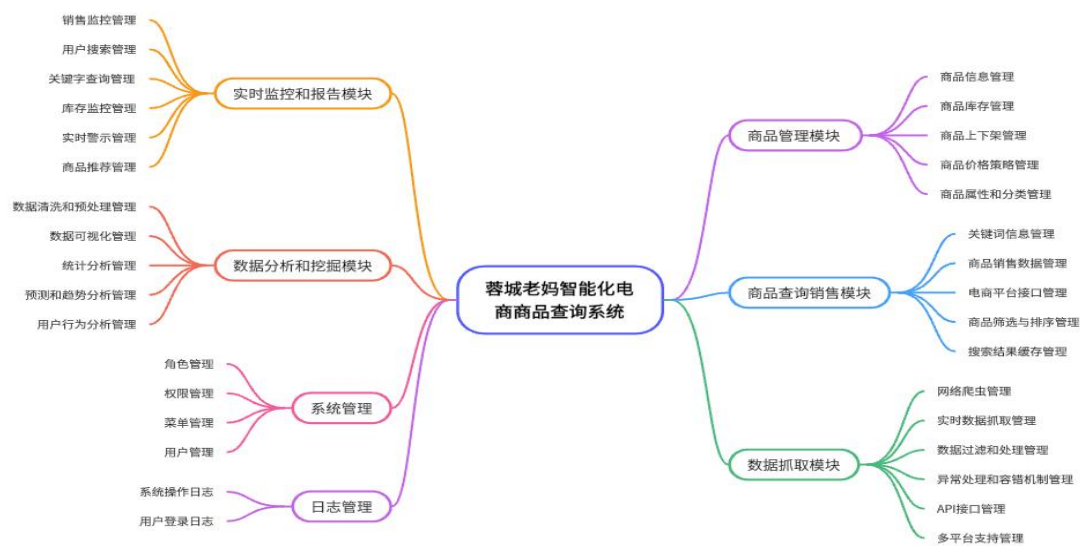 蓉城老妈智能化电
商商品查询系统
实时监控和报告模块
销售监控管理
用户搜索管理
关键字查询管理
库存监控管理
实时警示管理
商品推荐管理
数据分析和挖掘模块
数据清洗和预处理管理
数据可视化管理
统计分析管理
预测和趋势分析管理
用户行为分析管理
系统管理
角色管理
权限管理
菜单管理
用户管理
日志管理
系统操作日志
用户登录日志
商品管理模块
商品信息管理
商品库存管理
商品上下架管理
商品价格策略管理
商品属性和分类管理
商品查询销售模块
关键词信息管理
商品销售数据管理
电商平台接口管理
商品筛选与排序管理
搜索结果缓存管理
数据抓取模块
网络爬虫管理
实时数据抓取管理
数据过滤和处理管理
异常处理和容错机制管理
API接口管理
多平台支持管理